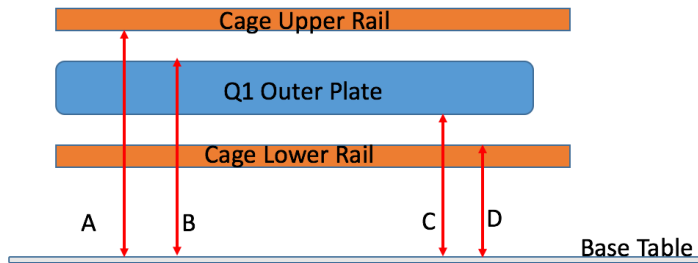 Cage Upper Rail
Q1 Outer Plate
Cage Lower Rail
A
B
C
D
Base Table